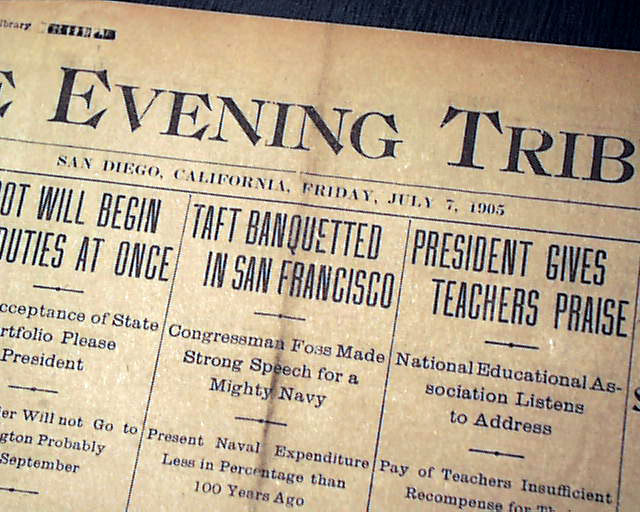 ibrary
E EVENING TRIB
SAN DIEGO, CALIFORNIA, FRIDAY, JULY 7, 1905
OOT WILL BEGIN
DUTIES AT ONCE
cceptance of State
rtfolio Please
President
er Will not Go to
gton Probably
September
TAFT BANQUETTED
IN SAN FRANCISCO
Congressman Foss Made
Strong Speech for a
Mighty Navy
Present Naval Expenditure
Less in Percentage than
100 Years Ago
PRESIDENT GIVES
TEACHERS PRAISE
National Educational As-
sociation Listens
to Address
Pay of Teachers Insufficient
Recompense for
S